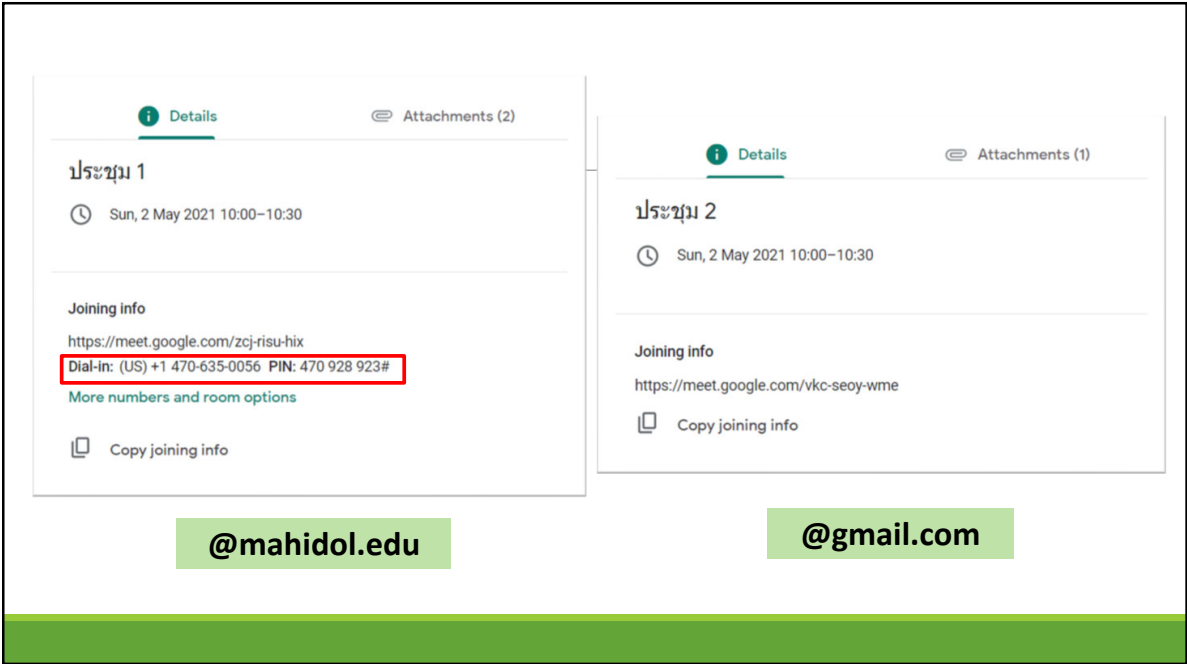 Details
Attachments (2)
ประชุม 1
Sun, 2 May 2021 10:00–10:30
Joining info
https://meet.google.com/zcj-risu-hix
Dial-in: (US) +1 470-635-0056 PIN: 470 928 923#
More numbers and room options
Copy joining info
@mahidol.edu
Details
Attachments (1)
ประชุม 2
Sun, 2 May 2021 10:00–10:30
Joining info
https://meet.google.com/vkc-seoy-wme
Copy joining info
@gmail.com